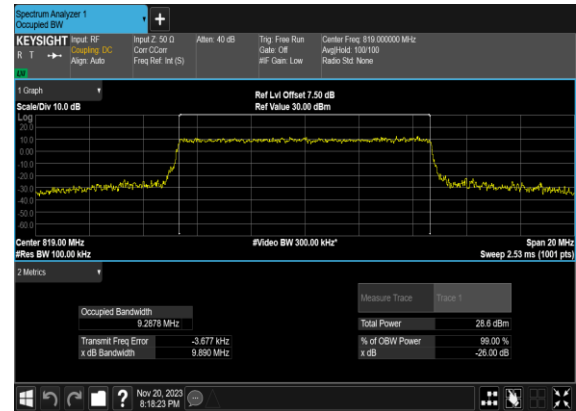 Spectrum Analyzer 1
Occupied BW
+
KEYSIGHT Input: RF Input Z: 50 Ω Atten: 40 dB Trig: Free Run Center Freq: 819.000000 MHz
R T Coupling: DC Corr CCorr Gate: Off Avg|Hold: 100/100
Align: Auto Freq Ref: Int (S) #IF Gain: Low Radio Std: None
1 Graph
Ref Lvl Offset 7.50 dB
Scale/Div 10.0 dB Ref Value 30.00 dBm
Log
20.0
10.0
0.00
-10.0
-20.0
-30.0
-40.0
-50.0
-60.0
Center 819.00 MHz #Video BW 300.00 kHz* Span 20 MHz
#Res BW 100.00 kHz Sweep 2.53 ms (1001 pts)
2 Metrics
Measure Trace Trace 1
Occupied Bandwidth
9.2878 MHz Total Power 28.6 dBm
Transmit Freq Error -3.677 kHz % of OBW Power 99.00 %
x dB Bandwidth 9.890 MHz x dB -26.00 dB
? Nov 20, 2023
8:18:23 PM